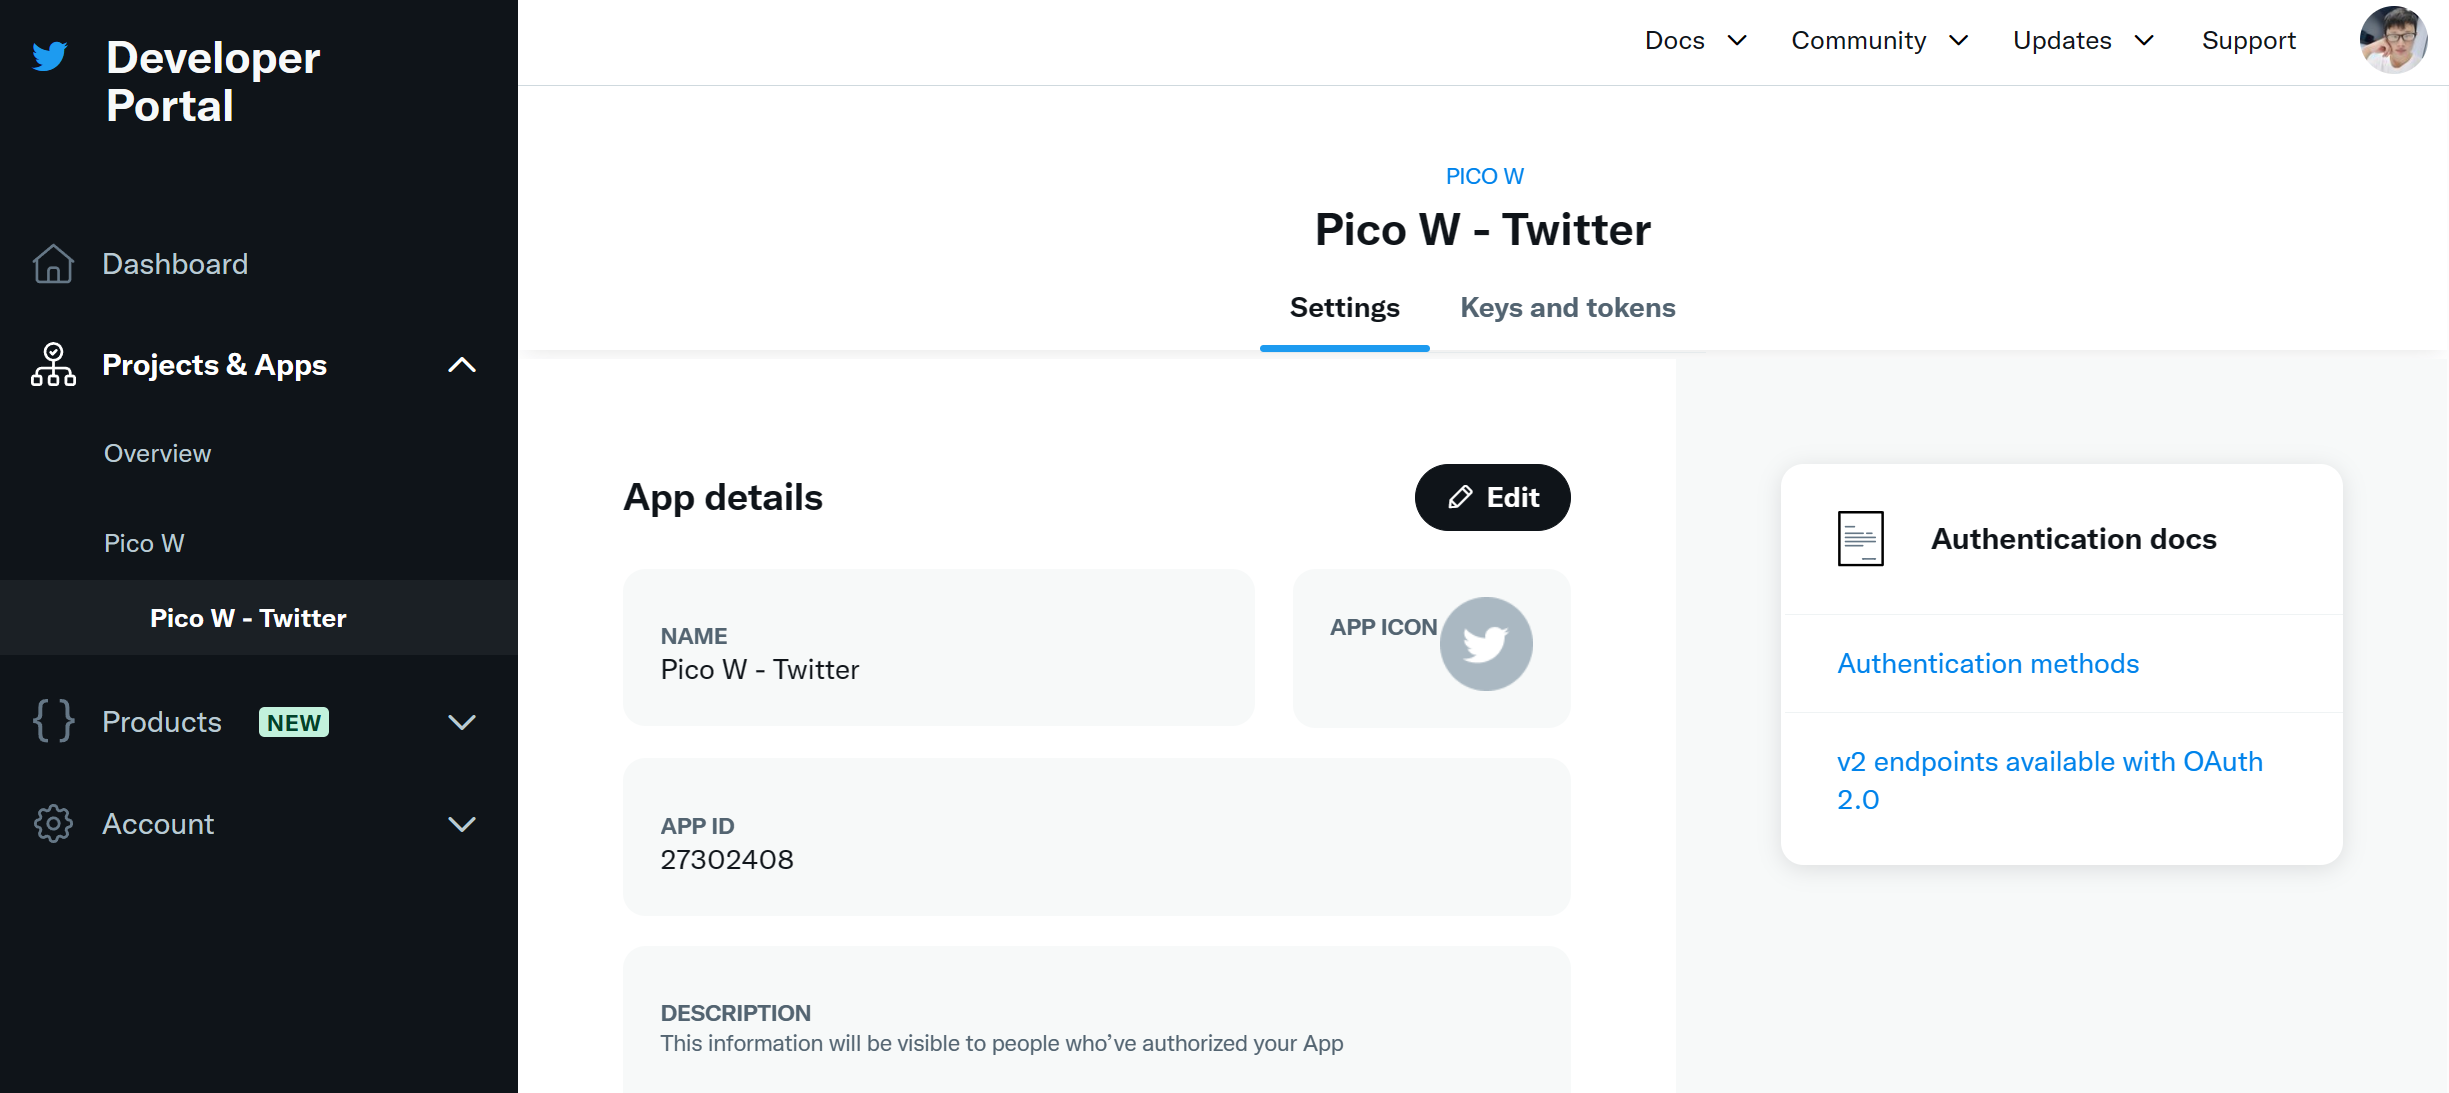 Developer
Portal
Docs
Community
Updates
Support
Dashboard
Projects & Apps
Overview
Pico W
Pico W - Twitter
Products
NEW
Account
PICO W
Pico W - Twitter
Settings
Keys and tokens
App details
Edit
NAME
Pico W - Twitter
APP ICON
APP ID
27302408
DESCRIPTION
This information will be visible to people who’ve authorized your App
Authentication docs
Authentication methods
v2 endpoints available with OAuth
2.0